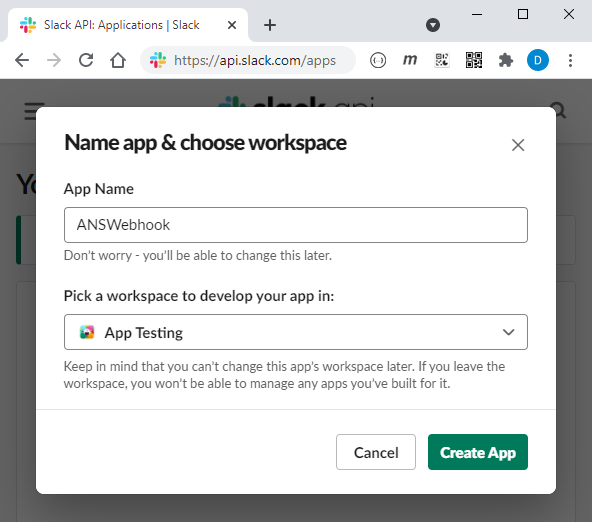 Slack API: Applications | Slack
https://api.slack.com/apps
D
slack api
Yo
Name app & choose workspace
App Name
ANSWebhook
Don't worry - you'll be able to change this later.
Pick a workspace to develop your app in:
App Testing
Keep in mind that you can't change this app's workspace later. If you leave the
workspace, you won't be able to manage any apps you've built for it.
Cancel
Create App